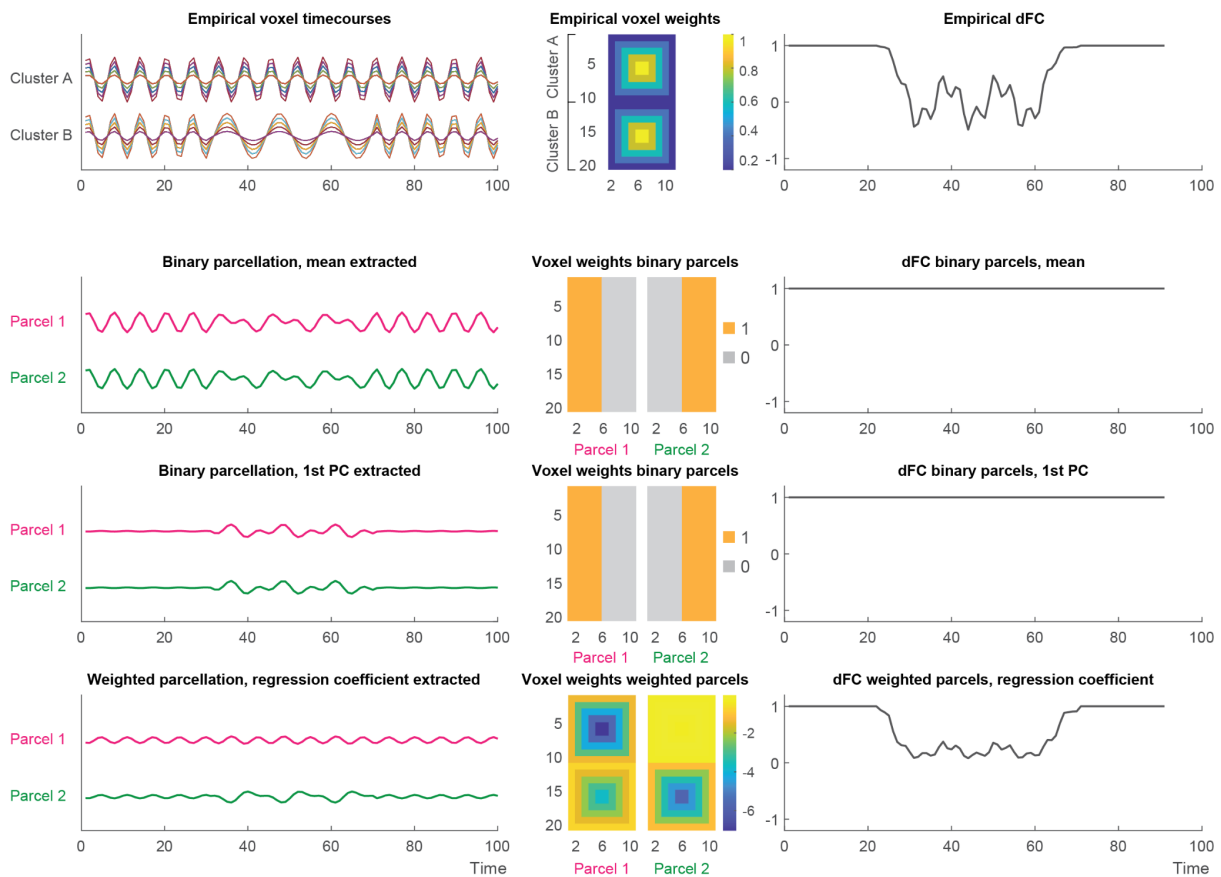 Empirical voxel timecourses
Empirical voxel weights
Empirical dFC
Cluster A
Cluster B
0 20 40 60 80 100
Cluster A
Cluster B
5
10
15
20
2 6 10
1
0.8
0.6
0.4
0.2
1
0
-1
0 20 40 60 80 100
Binary parcellation, mean extracted
Voxel weights binary parcels
dFC binary parcels, mean
Parcel 1
Parcel 2
0 20 40 60 80 100
5
10
15
20
2 6 10 2 6 10
Parcel 1 Parcel 2
1
0
1
0
-1
0 20 40 60 80 100
Binary parcellation, 1st PC extracted
Voxel weights binary parcels
dFC binary parcels, 1st PC
Parcel 1
Parcel 2
0 20 40 60 80 100
5
10
15
20
2 6 10 2 6 10
Parcel 1 Parcel 2
1
0
1
0
-1
0 20 40 60 80 100
Weighted parcellation, regression coefficient extracted
Voxel weights weighted parcels
dFC weighted parcels, regression coefficient
Parcel 1
Parcel 2
0 20 40 60 80 100
Time
5
10
15
20
2 6 10 2 6 10
Parcel 1 Parcel 2
-2
-4
-6
1
0
-1
0 20 40 60 80 100
Time